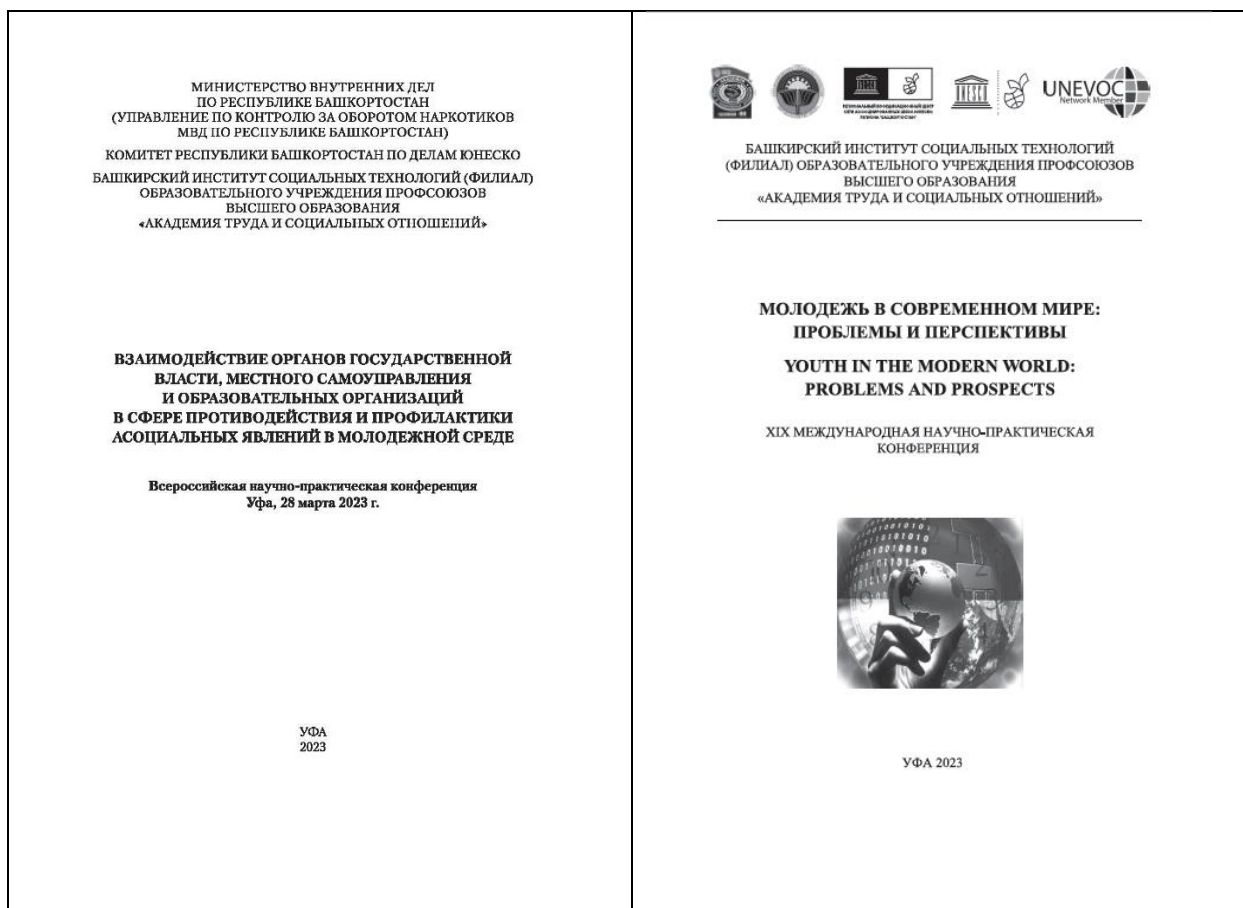 МИНИСТЕРСТВО ВНУТРЕННИХ ДЕЛ
ПО РЕСПУБЛИКЕ БАШКОРТОСТАН
(УПРАВЛЕНИЕ ПО КОНТРОЛЮ ЗА ОБОРОТОМ НАРКОТИКОВ
МВД ПО РЕСПУБЛИКЕ БАШКОРТОСТАН)
КОМИТЕТ РЕСПУБЛИКИ БАШКОРТОСТАН ПО ДЕЛАМ ЮНЕСКО
БАШКИРСКИЙ ИНСТИТУТ СОЦИАЛЬНЫХ ТЕХНОЛОГИЙ (ФИЛИАЛ)
ОБРАЗОВАТЕЛЬНОГО УЧРЕЖДЕНИЯ ПРОФСОЮЗОВ
ВЫСШЕГО ОБРАЗОВАНИЯ
«АКАДЕМИЯ ТРУДА И СОЦИАЛЬНЫХ ОТНОШЕНИЙ»
ВЗАИМОДЕЙСТВИЕ ОРГАНОВ ГОСУДАРСТВЕННОЙ
ВЛАСТИ, МЕСТНОГО САМОУПРАВЛЕНИЯ
И ОБРАЗОВАТЕЛЬНЫХ ОРГАНИЗАЦИЙ
В СФЕРЕ ПРОТИВОДЕЙСТВИЯ И ПРОФИЛАКТИКИ
АСОЦИАЛЬНЫХ ЯВЛЕНИЙ В МОЛОДЕЖНОЙ СРЕДЕ
Всероссийская научно-практическая конференция
Уфа, 28 марта 2023 г.
УФА
2023
UNESCO
UNEVOC
Network Member
БАШКИРСКИЙ ИНСТИТУТ СОЦИАЛЬНЫХ ТЕХНОЛОГИЙ
(ФИЛИАЛ) ОБРАЗОВАТЕЛЬНОГО УЧРЕЖДЕНИЯ ПРОФСОЮЗОВ
ВЫСШЕГО ОБРАЗОВАНИЯ
«АКАДЕМИЯ ТРУДА И СОЦИАЛЬНЫХ ОТНОШЕНИЙ»
МОЛОДЕЖЬ В СОВРЕМЕННОМ МИРЕ:
ПРОБЛЕМЫ И ПЕРСПЕКТИВЫ
YOUTH IN THE MODERN WORLD:
PROBLEMS AND PROSPECTS
XIX МЕЖДУНАРОДНАЯ НАУЧНО-ПРАКТИЧЕСКАЯ
КОНФЕРЕНЦИЯ
УФА 2023